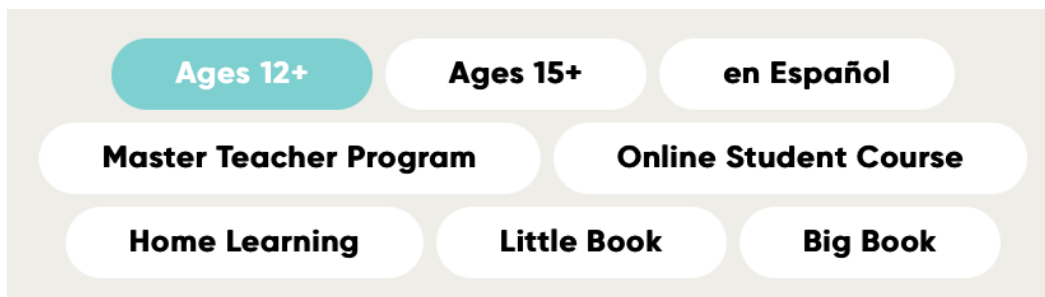 Ages 12+ Ages 15+ en Español
Master Teacher Program Online Student Course
Home Learning Little Book Big Book